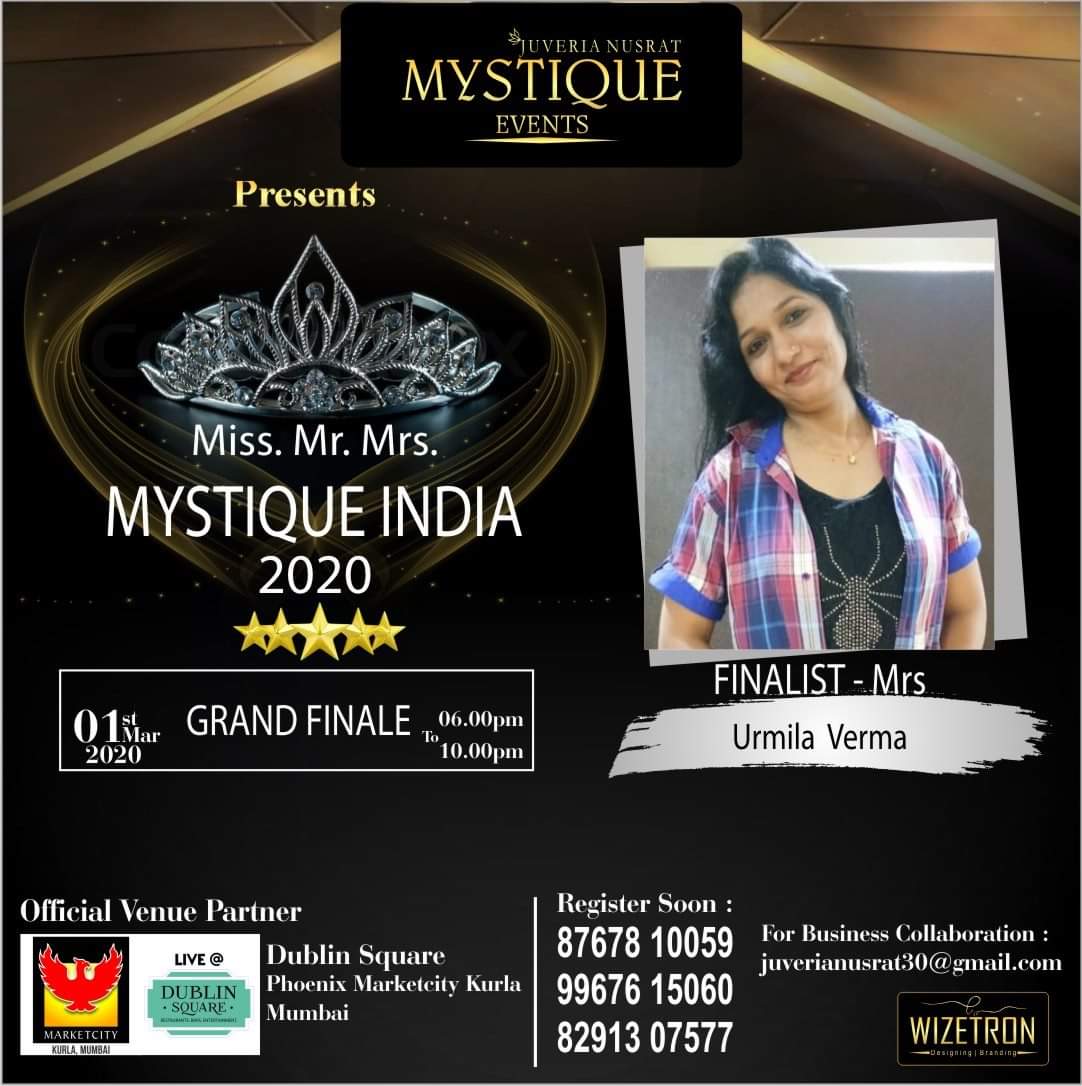 JUVERIA NUSRAT
MYSTIQUE
EVENTS
Presents
Miss. Mr. Mrs.
MYSTIQUE INDIA
2020
01st Mar
2020
GRAND FINALE
06.00pm
To
10.00pm
FINALIST - Mrs
Urmila Verma
Official Venue Partner
MARKETCITY
KURLA, MUMBAI
LIVE @
DUBLIN
SQUARE
RESTAURANTS. BARS. ENTERTAINMENT.
Dublin Square
Phoenix Marketcity Kurla
Mumbai
Register Soon :
87678 10059
99676 15060
82913 07577
For Business Collaboration :
juverianusrat30@gmail.com
WIZETRON
Designing | Branding